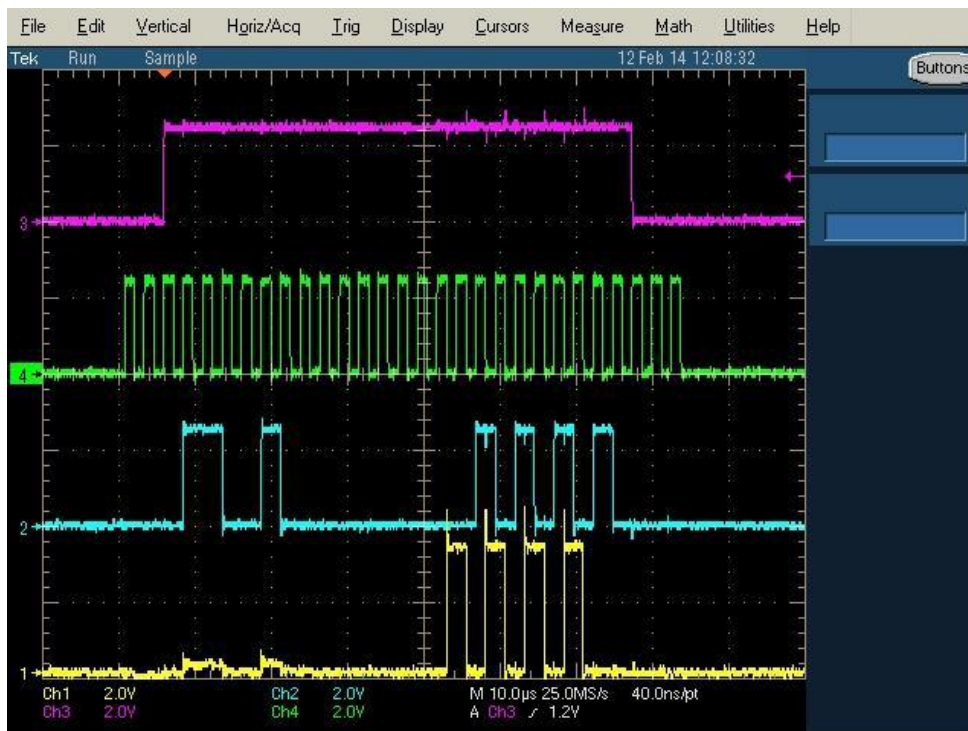 File Edit Vertical Horiz/Acq Trig Display Cursors Measure Math Utilities Help
Tek Run Sample 12 Feb 14 12:08:32
Buttons
3
4
2
1
Ch1 2.0V Ch2 2.0V M 10.0µs 25.0MS/s 40.0ns/pt
Ch3 2.0V Ch4 2.0V A Ch3 / 1.2V